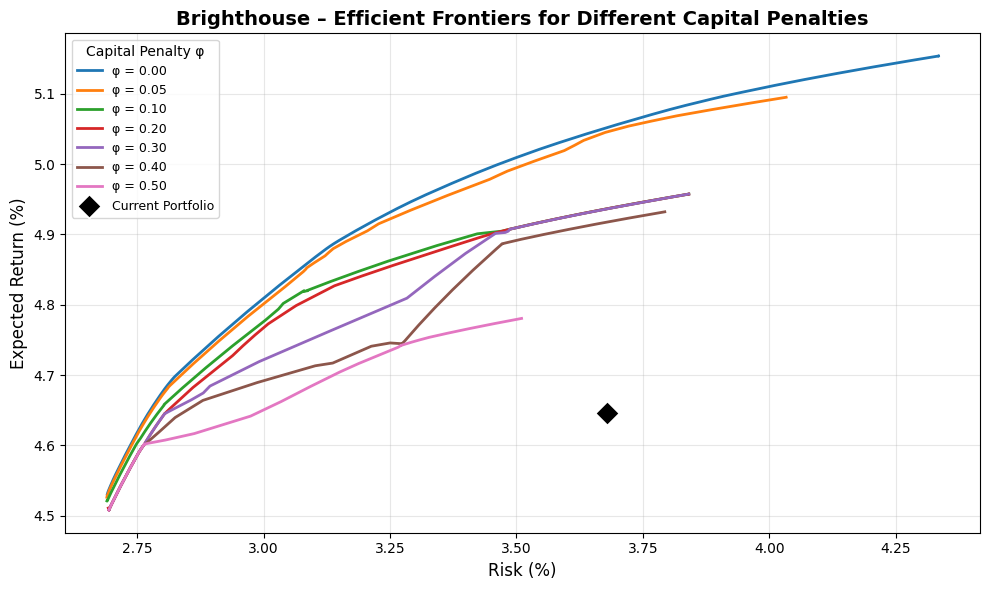 Brighthouse – Efficient Frontiers for Different Capital Penalties
Capital Penalty φ
φ = 0.00
φ = 0.05
φ = 0.10
φ = 0.20
φ = 0.30
φ = 0.40
φ = 0.50
Current Portfolio
Expected Return (%)
5.1
5.0
4.9
4.8
4.7
4.6
4.5
2.75 3.00 3.25 3.50 3.75 4.00 4.25
Risk (%)